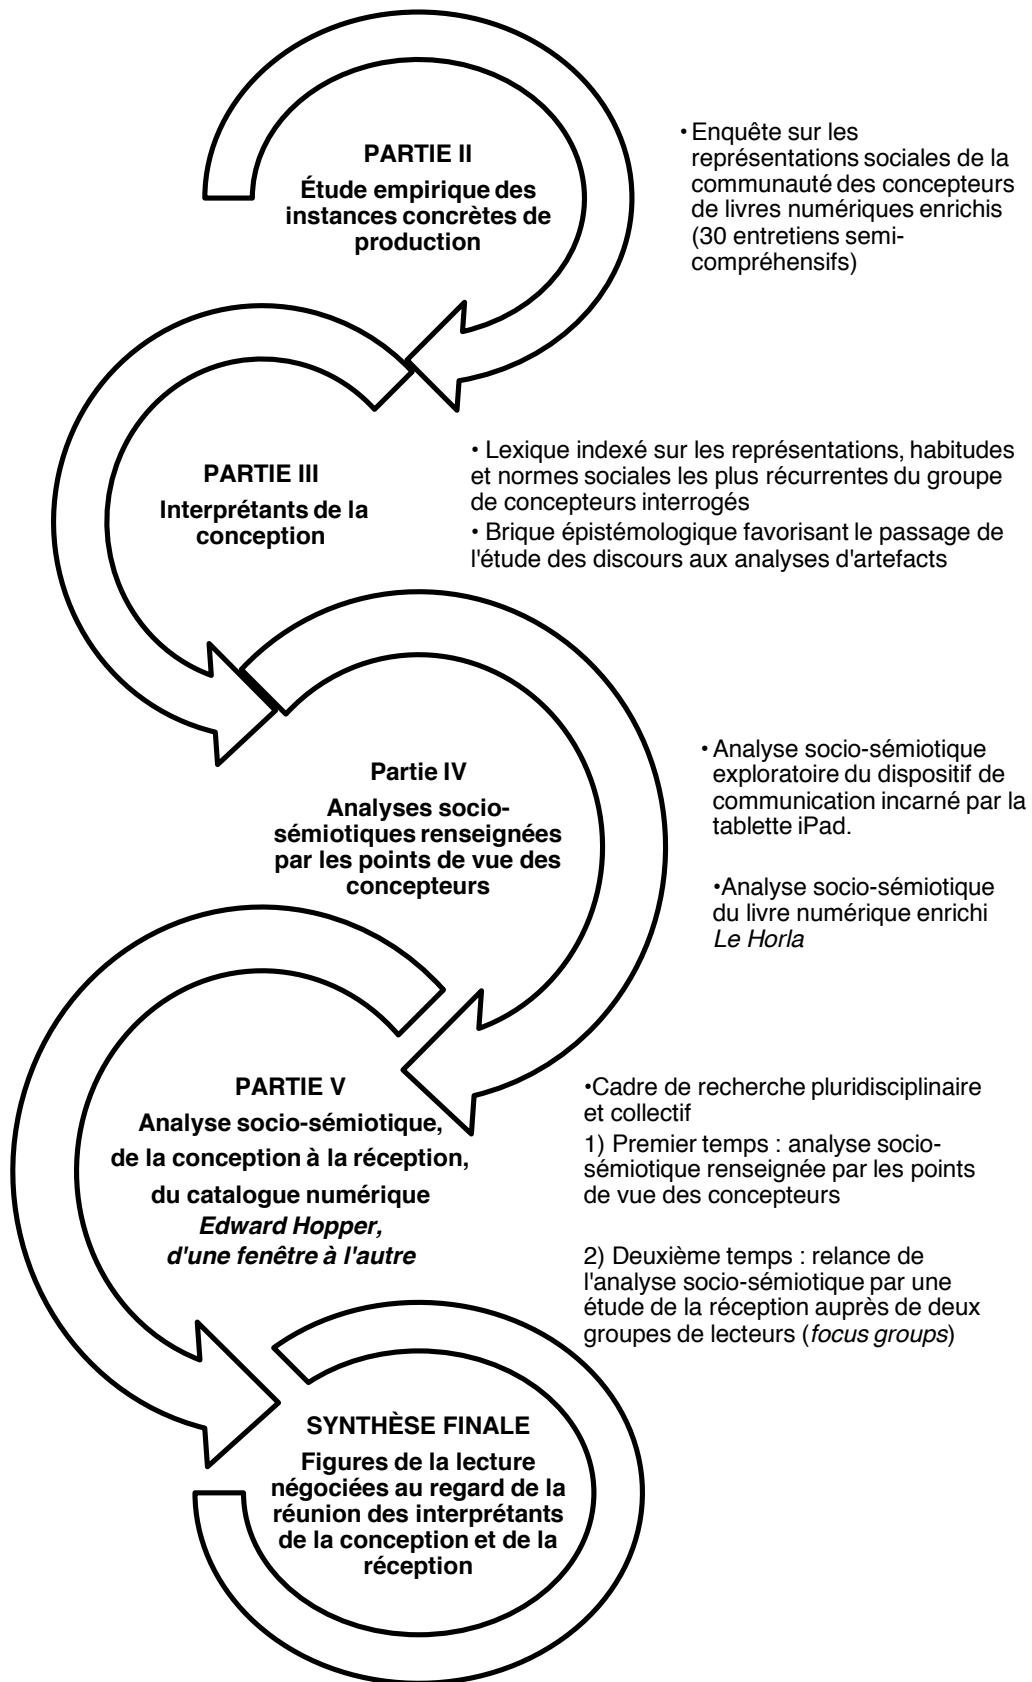 PARTIE II
Étude empirique des
instances concrètes de
production
• Enquête sur les
représentations sociales de la
communauté des concepteurs
de livres numériques enrichis
(30 entretiens semi-
compréhensifs)
PARTIE III
Interprétants de la
conception
• Lexique indexé sur les représentations, habitudes
et normes sociales les plus récurrentes du groupe
de concepteurs interrogés
• Brique épistémologique favorisant le passage de
l'étude des discours aux analyses d'artefacts
Partie IV
Analyses socio-
sémiotiques renseignées
par les points de vue des
concepteurs
• Analyse socio-sémiotique
exploratoire du dispositif de
communication incarné par la
tablette iPad.
•Analyse socio-sémiotique
du livre numérique enrichi
Le Horla
PARTIE V
Analyse socio-sémiotique,
de la conception à la réception,
du catalogue numérique
Edward Hopper,
d'une fenêtre à l'autre
•Cadre de recherche pluridisciplinaire
et collectif
1) Premier temps : analyse socio-
sémiotique renseignée par les points
de vue des concepteurs
2) Deuxième temps : relance de
l'analyse socio-sémiotique par une
étude de la réception auprès de deux
groupes de lecteurs (focus groups)
SYNTHÈSE FINALE
Figures de la lecture
négociées au regard de la
réunion des interprétants
de la conception et de la
réception